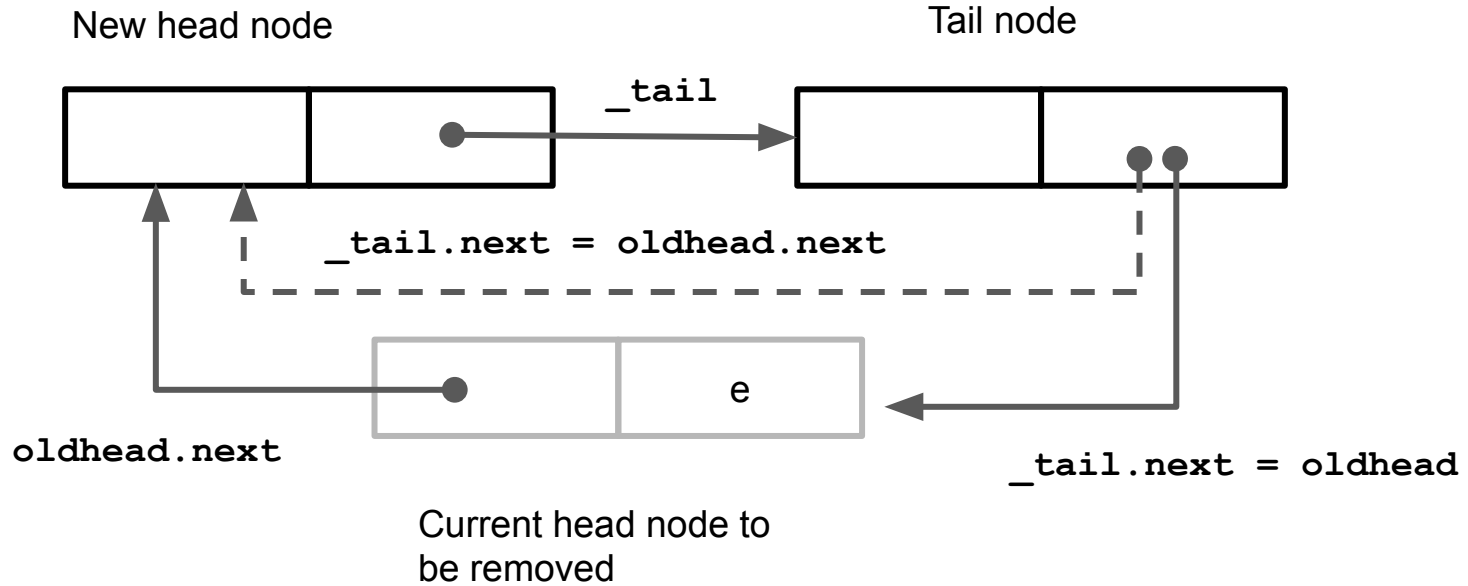 New head node
Tail node
_tail
_tail.next = oldhead.next
e
oldhead.next
_tail.next = oldhead
Current head node to
be removed